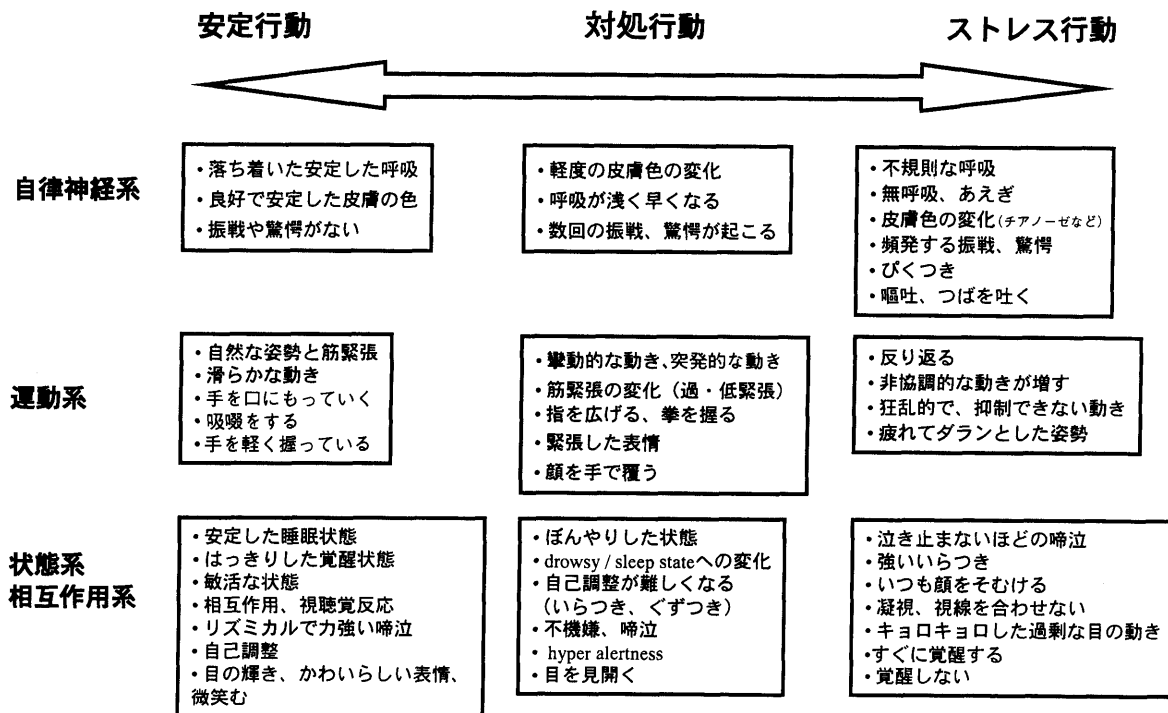 安定行動
対処行動
ストレス行動
自律神経系
・落ち着いた安定した呼吸
・良好で安定した皮膚の色
・振戦や驚愕がない
・軽度の皮膚色の変化
・呼吸が浅く早くなる
・数回の振戦、驚愕が起こる
・不規則な呼吸
・無呼吸、あえぎ
・皮膚色の変化(チアノーゼなど)
・頻発する振戦、驚愕
・ぴくつき
・嘔吐、つばを吐く
運動系
・自然な姿勢と筋緊張
・滑らかな動き
・手を口にもっていく
・吸啜をする
・手を軽く握っている
・攣動的な動き、突発的な動き
・筋緊張の変化（過・低緊張）
・指を広げる、拳を握る
・緊張した表情
・顔を手で覆う
・反り返る
・非協調的な動きが増す
・狂乱的で、抑制できない動き
・疲れてダランとした姿勢
状態系
相互作用系
・安定した睡眠状態
・はっきりした覚醒状態
・敏活な状態
・相互作用、視聴覚反応
・リズミカルで力強い啼泣
・自己調整
・目の輝き、かわいらしい表情、
微笑む
・ぼんやりした状態
・drowsy / sleep stateへの変化
・自己調整が難しくなる
（いらつき、ぐずつき）
・不機嫌、啼泣
・hyper alertness
・目を見開く
・泣き止まないほどの啼泣
・強いいらつき
・いつも顔をそむける
・凝視、視線を合わせない
・キョロキョロした過剰な目の動き
・すぐに覚醒する
・覚醒しない